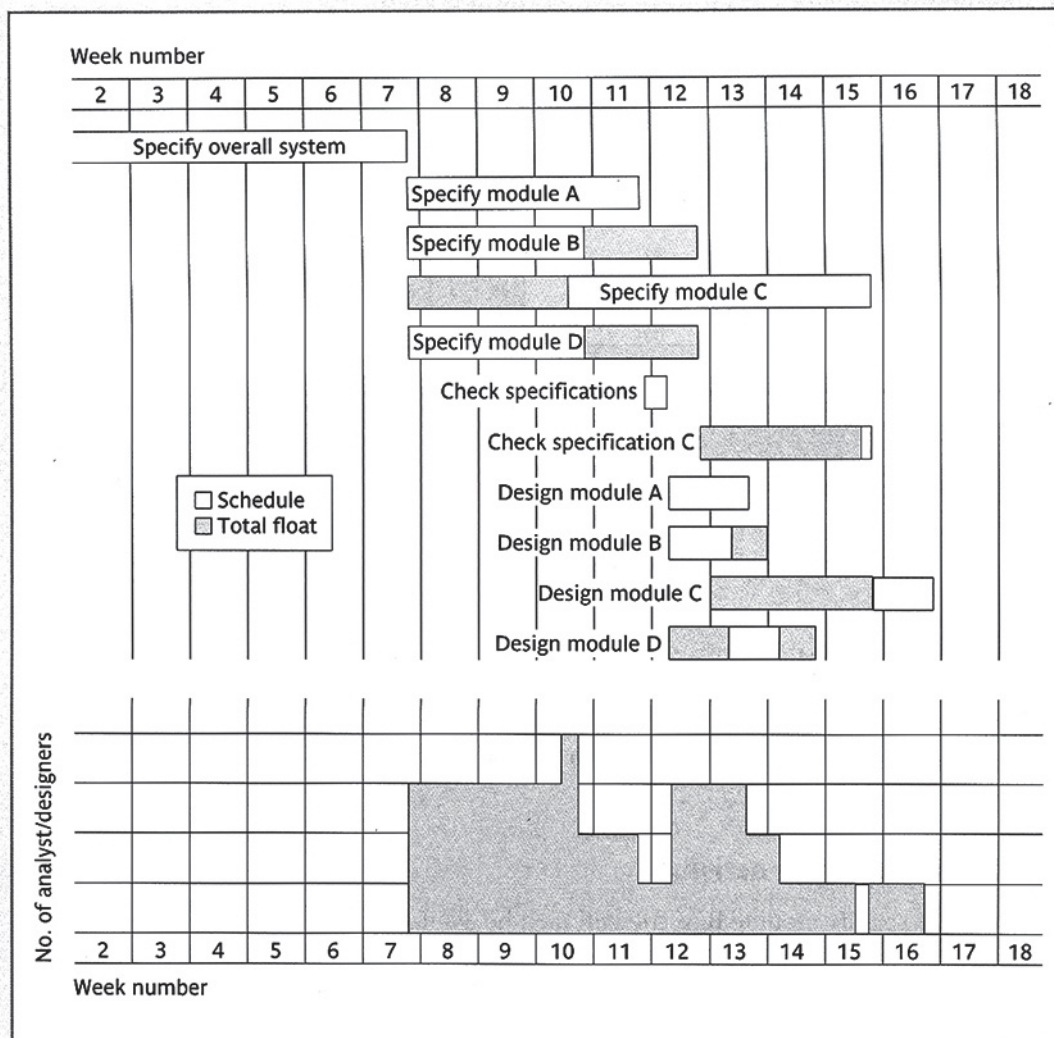 Week number
2 3 4 5 6 7 8 9 10 11 12 13 14 15 16 17 18
Specify overall system
Specify module A
Specify module B
Specify module C
Specify module D
Check specifications
Check specification C
Design module A
Schedule
Total float
Design module B
Design module C
Design module D
No. of analyst/designers
2 3 4 5 6 7 8 9 10 11 12 13 14 15 16 17 18
Week number